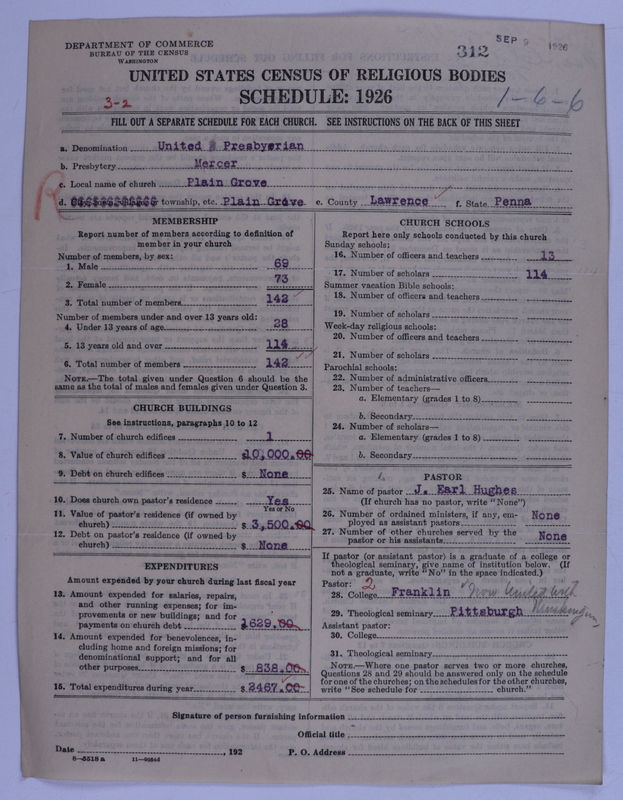 DEPARTMENT OF COMMERCE
BUREAU OF THE CENSUS
WASHINGTON
312
SEP 9 1926
UNITED STATES CENSUS OF RELIGIOUS BODIES
SCHEDULE: 1926
3-2
1-6-6
FILL OUT A SEPARATE SCHEDULE FOR EACH CHURCH. SEE INSTRUCTIONS ON THE BACK OF THIS SHEET
a. Denomination United Presbyerian
b. Presbytery Mercer
c. Local name of church Plain Grove
R
d. township, etc. Plain Grove e. County Lawrence f. State Penna
MEMBERSHIP
Report number of members according to definition of
member in your church
Number of members, by sex:
1. Male 69
2. Female 73
3. Total number of members 142
Number of members under and over 13 years old:
4. Under 13 years of age 28
5. 13 years old and over 114
6. Total number of members 142
NOTE.—The total given under Question 6 should be the
same as the total of males and females given under Question 3.
CHURCH BUILDINGS
See instructions, paragraphs 10 to 12
7. Number of church edifices 1
8. Value of church edifices $10,000.00
9. Debt on church edifices $ None
10. Does church own pastor's residence Yes
Yes or No
11. Value of pastor's residence (if owned by
church) $ 3,500.00
12. Debt on pastor's residence (if owned by
church) $ None
EXPENDITURES
Amount expended by your church during last fiscal year
13. Amount expended for salaries, repairs,
and other running expenses; for im-
provements or new buildings; and for
payments on church debt $1629.00
14. Amount expended for benevolences, in-
cluding home and foreign missions; for
denominational support; and for all
other purposes $ 838.00
15. Total expenditures during year $ 2467.00
CHURCH SCHOOLS
Report here only schools conducted by this church
Sunday schools:
16. Number of officers and teachers 13
17. Number of scholars 114
Summer vacation Bible schools:
18. Number of officers and teachers
19. Number of scholars
Week-day religious schools:
20. Number of officers and teachers
21. Number of scholars
Parochial schools:
22. Number of administrative officers
23. Number of teachers—
a. Elementary (grades 1 to 8)
b. Secondary
24. Number of scholars—
a. Elementary (grades 1 to 8)
b. Secondary
PASTOR
25. Name of pastor J. Earl Hughes
(If church has no pastor, write "None")
26. Number of ordained ministers, if any, em-
ployed as assistant pastors None
27. Number of other churches served by the
pastor or his assistants None
If pastor (or assistant pastor) is a graduate of a college or
theological seminary, give name of institution below. (If
not a graduate, write "No" in the space indicated.)
Pastor: 2
28. College Franklin "Now United with
29. Theological seminary Pittsburgh Muskingum
Assistant pastor:
30. College
31. Theological seminary
NOTE.—Where one pastor serves two or more churches,
Questions 28 and 29 should be answered only on the schedule
for one of the churches; on the schedules for the other churches,
write "See schedule for church."
Signature of person furnishing information
Official title
Date , 192 P. O. Address
8—5518 a 11—9034d